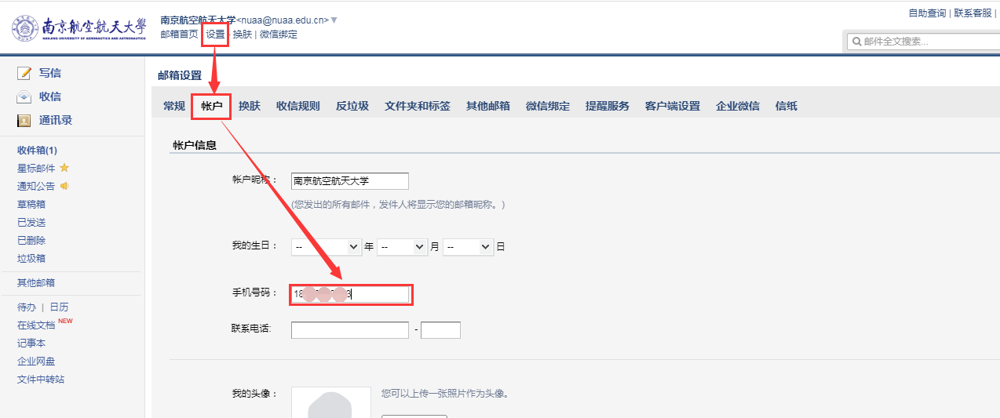 南京航空航天大學
NANJING UNIVERSITY OF AERONAUTICS AND ASTRONAUTICS
南京航空航天大学<nuaa@nuaa.edu.cn>
邮箱首页 | 设置 - 换肤 | 微信绑定
自助查询 | 联系客服 |
邮件全文搜索...
写信
收信
通讯录
收件箱(1)
星标邮件
通知公告
草稿箱
已发送
已删除
垃圾箱
其他邮箱
待办 | 日历
在线文档 NEW
记事本
企业网盘
文件中转站
邮箱设置
常规 帐户 换肤 收信规则 反垃圾 文件夹和标签 其他邮箱 微信绑定 提醒服务 客户端设置 企业微信 信纸
帐户信息
帐户昵称： 南京航空航天大学
(您发出的所有邮件，发件人将显示您的邮箱昵称。)
我的生日： -- 年 -- 月 -- 日
手机号码： 18 3
联系电话: -
我的头像： 您可以上传一张照片作为头像。